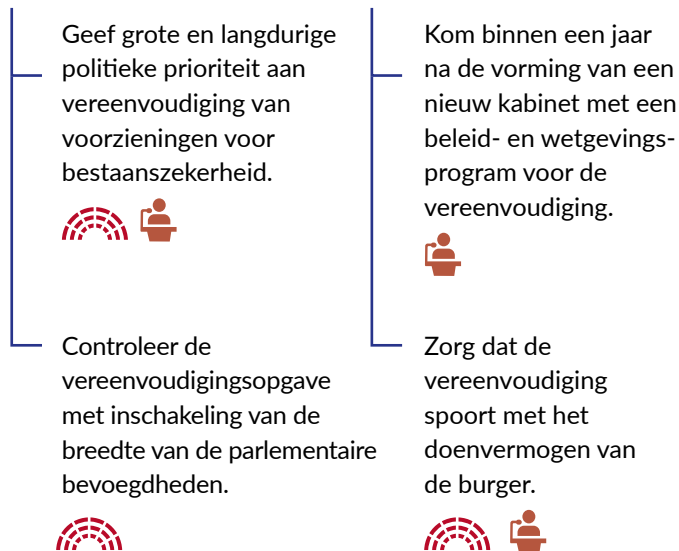 Geef grote en langdurige
politieke prioriteit aan
vereenvoudiging van
voorzieningen voor
bestaanszekerheid.
Kom binnen een jaar
na de vorming van een
nieuw kabinet met een
beleid- en wetgevings-
program voor de
vereenvoudiging.
Controleer de
vereenvoudigingsopgave
met inschakeling van de
breedte van de parlementaire
bevoegdheden.
Zorg dat de
vereenvoudiging
spoort met het
doenvermogen van
de burger.